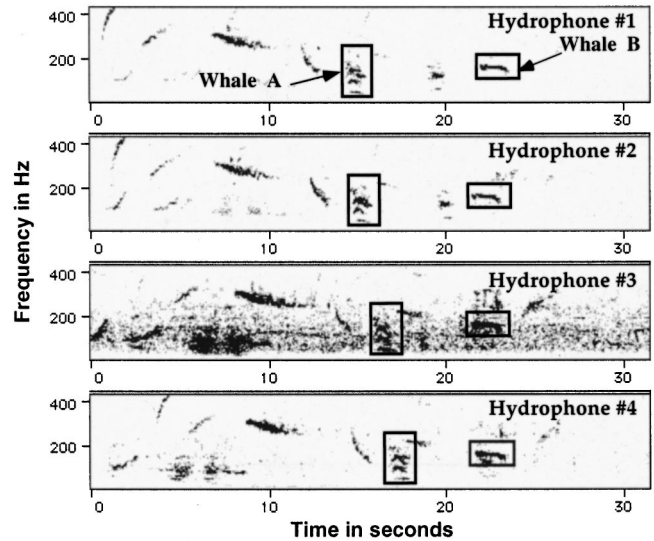 400
200
Hydrophone #1
Whale B
Whale A
0 10 20 30
400
200
Hydrophone #2
0 10 20 30
400
200
Hydrophone #3
0 10 20 30
400
200
Hydrophone #4
0 10 20 30
Frequency in Hz
Time in seconds